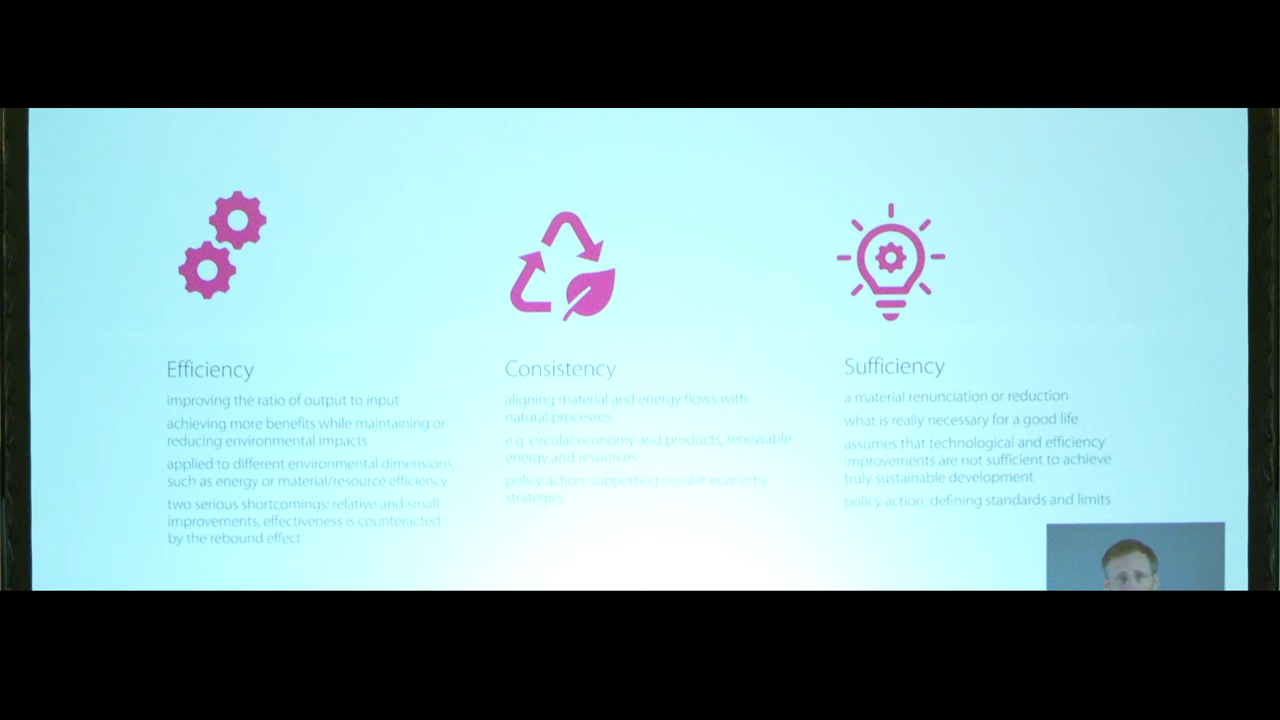 Efficiency
improving the ratio of output to input
achieving more benefits while maintaining or
reducing environmental impacts
applied to different environmental dimensions,
such as energy or material/resource efficiency
two serious shortcomings: relative and small
improvements, effectiveness is counteracted
by the rebound effect
Consistency
aligning material and energy flows with
natural processes
e.g. circular economy and products, renewable
energy and resources
policy action: supporting circular economy
strategies
Sufficiency
a material renunciation or reduction
what is really necessary for a good life
assumes that technological and efficiency
improvements are not sufficient to achieve
truly sustainable development
policy action: defining standards and limits